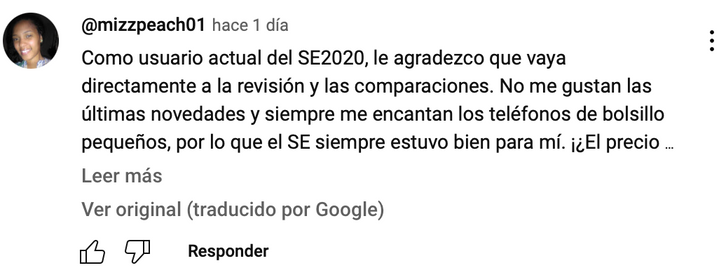 @mizzpeach01 hace 1 día
Como usuario actual del SE2020, le agradezco que vaya
directamente a la revisión y las comparaciones. No me gustan las
últimas novedades y siempre me encantan los teléfonos de bolsillo
pequeños, por lo que el SE siempre estuvo bien para mí. ¡¿El precio ...
Leer más
Ver original (traducido por Google)
Responder